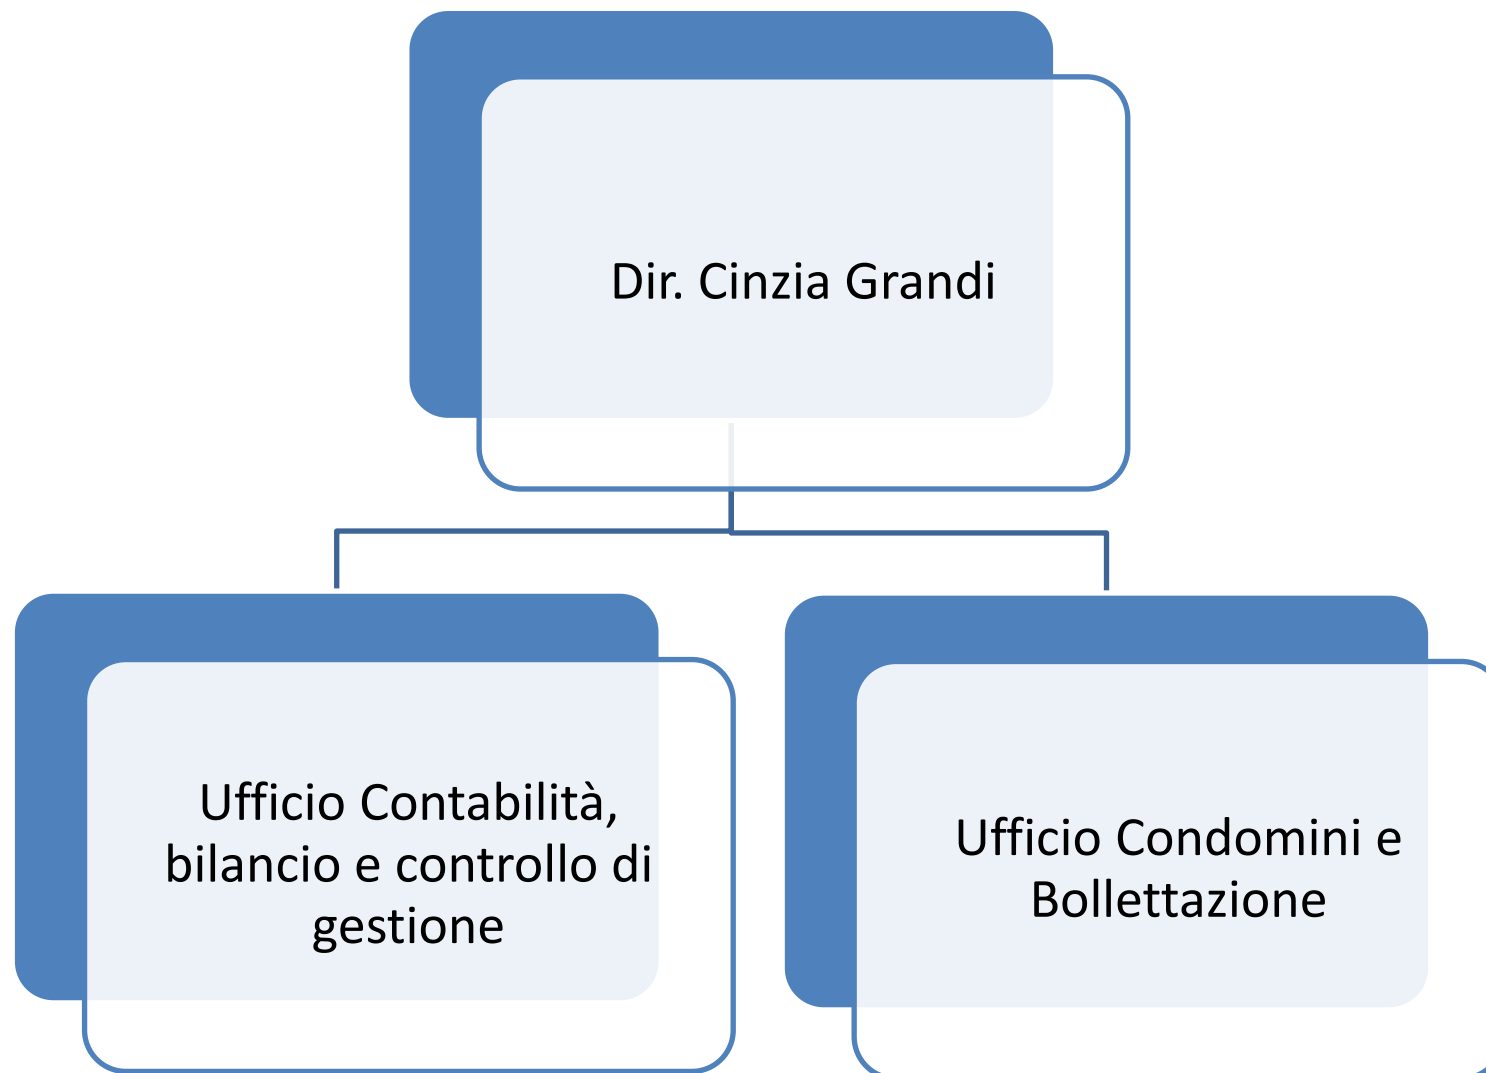 Dir. Cinzia Grandi
Ufficio Contabilità,
bilancio e controllo di
gestione
Ufficio Condomini e
Bollettazione